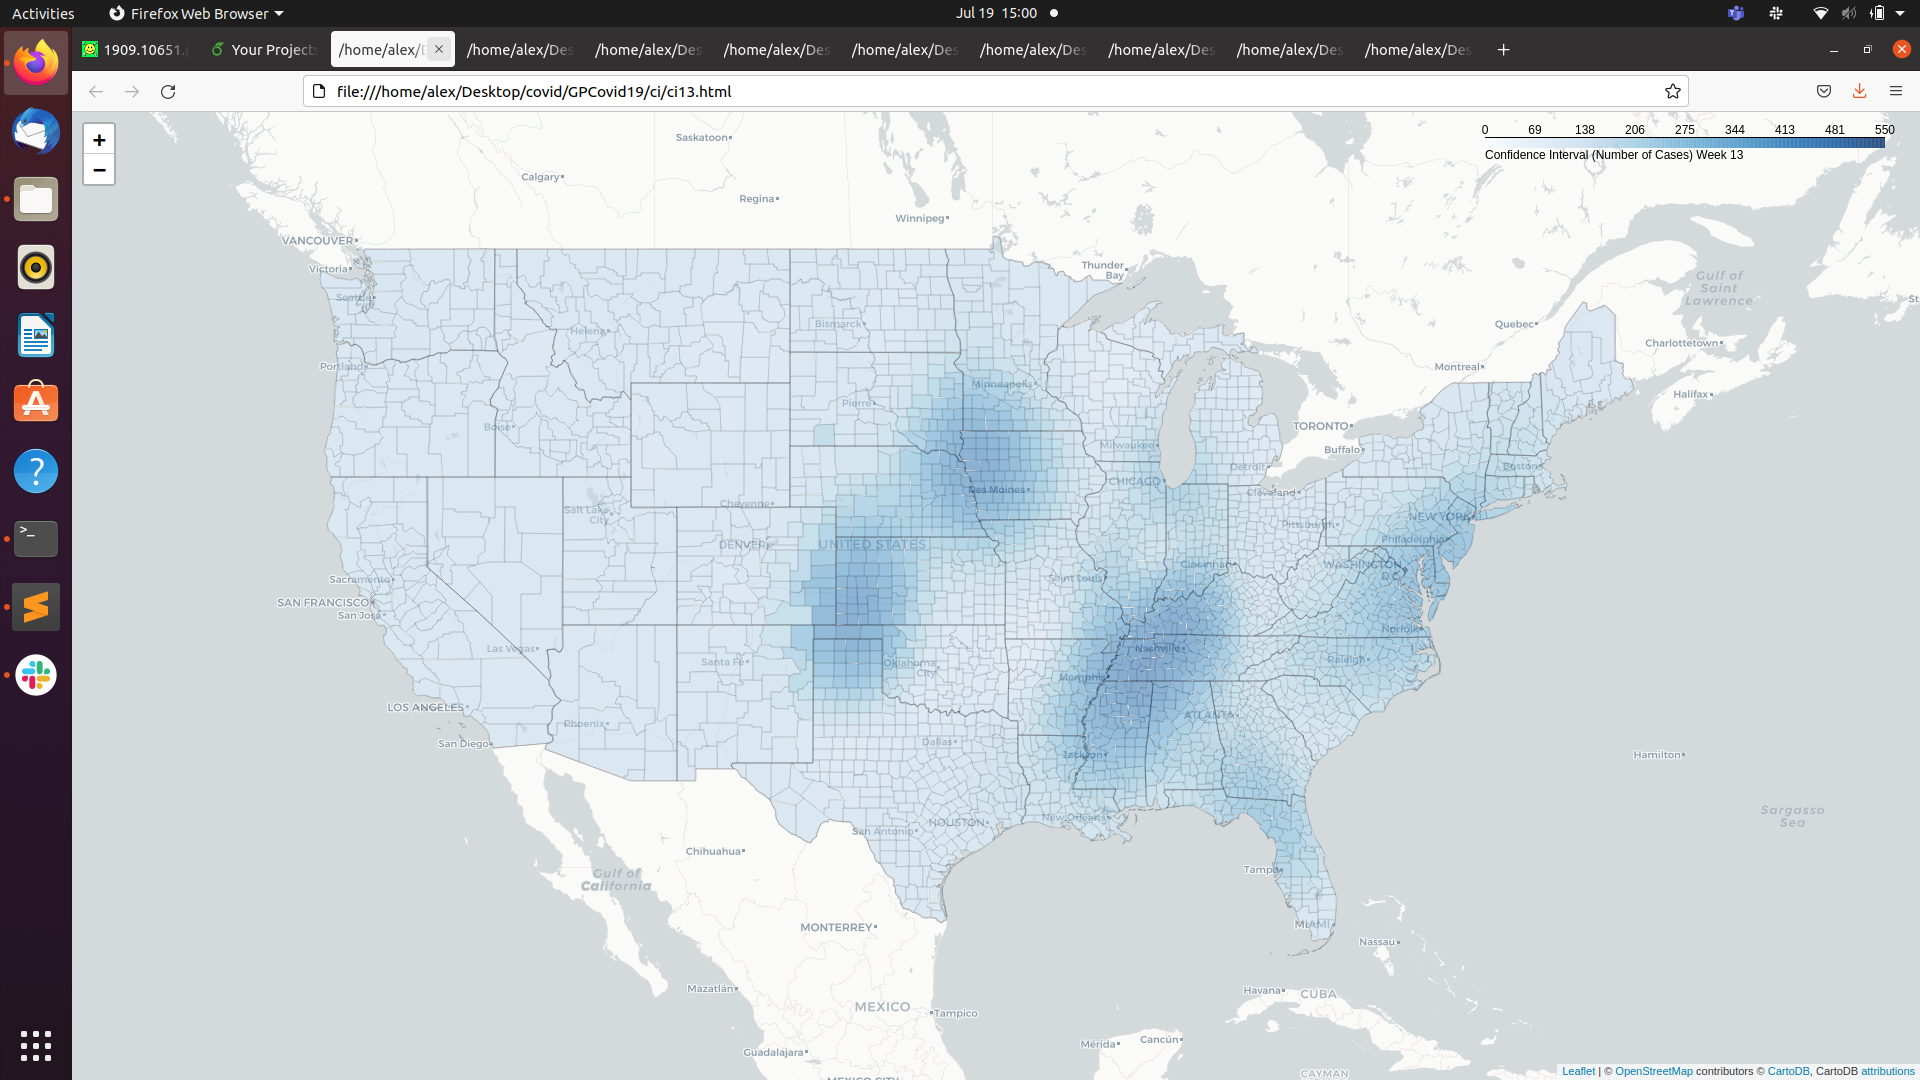 Activities
Firefox Web Browser
Jul 19 15:00
1909.10651.
Your Project
/home/alex/D
/home/alex/Des
/home/alex/Des
/home/alex/Des
/home/alex/Des
/home/alex/Des
/home/alex/Des
/home/alex/Des
/home/alex/Des
file:///home/alex/Desktop/covid/GPCovid19/ci/ci13.html
+
−
0 69 138 206 275 344 413 481 550
Confidence Interval (Number of Cases) Week 13
Saskatoon
Calgary
Regina
Winnipeg
VANCOUVER
Victoria
Thunder
Bay
Gulf of
Saint
Lawrence
St
Seattle
Helena
Bismarck
Quebec
Charlottetown
Portland
Montreal
Minneapolis
Halifax
Pierre
Boise
TORONTO
Buffalo
Milwaukee
Detroit
Boston
CHICAGO
Des Moines
Cleveland
Cheyenne
Salt Lake
City
NEW YORK
Pittsburgh
Philadelphia
DENVER
UNITED STATES
WASHINGTON
D.C.
Cincinnati
Saint Louis
Sacramento
SAN FRANCISCO
San Jose
Norfolk
Las Vegas
Nashville
Raleigh
Santa Fe
Oklahoma
City
Memphis
LOS ANGELES
Phoenix
ATLANTA
San Diego
Dallas
Jackson
Hamilton
Sargasso
Sea
New Orleans
HOUSTON
San Antonio
Chihuahua
Tampa
Gulf of
California
MIAMI
MONTERREY
Nassau
Mazatlán
Havana
CUBA
MEXICO
Tampico
Mérida
Cancún
Guadalajara
MEXICO CITY
CAYMAN
Leaflet | © OpenStreetMap contributors © CartoDB, CartoDB attributions